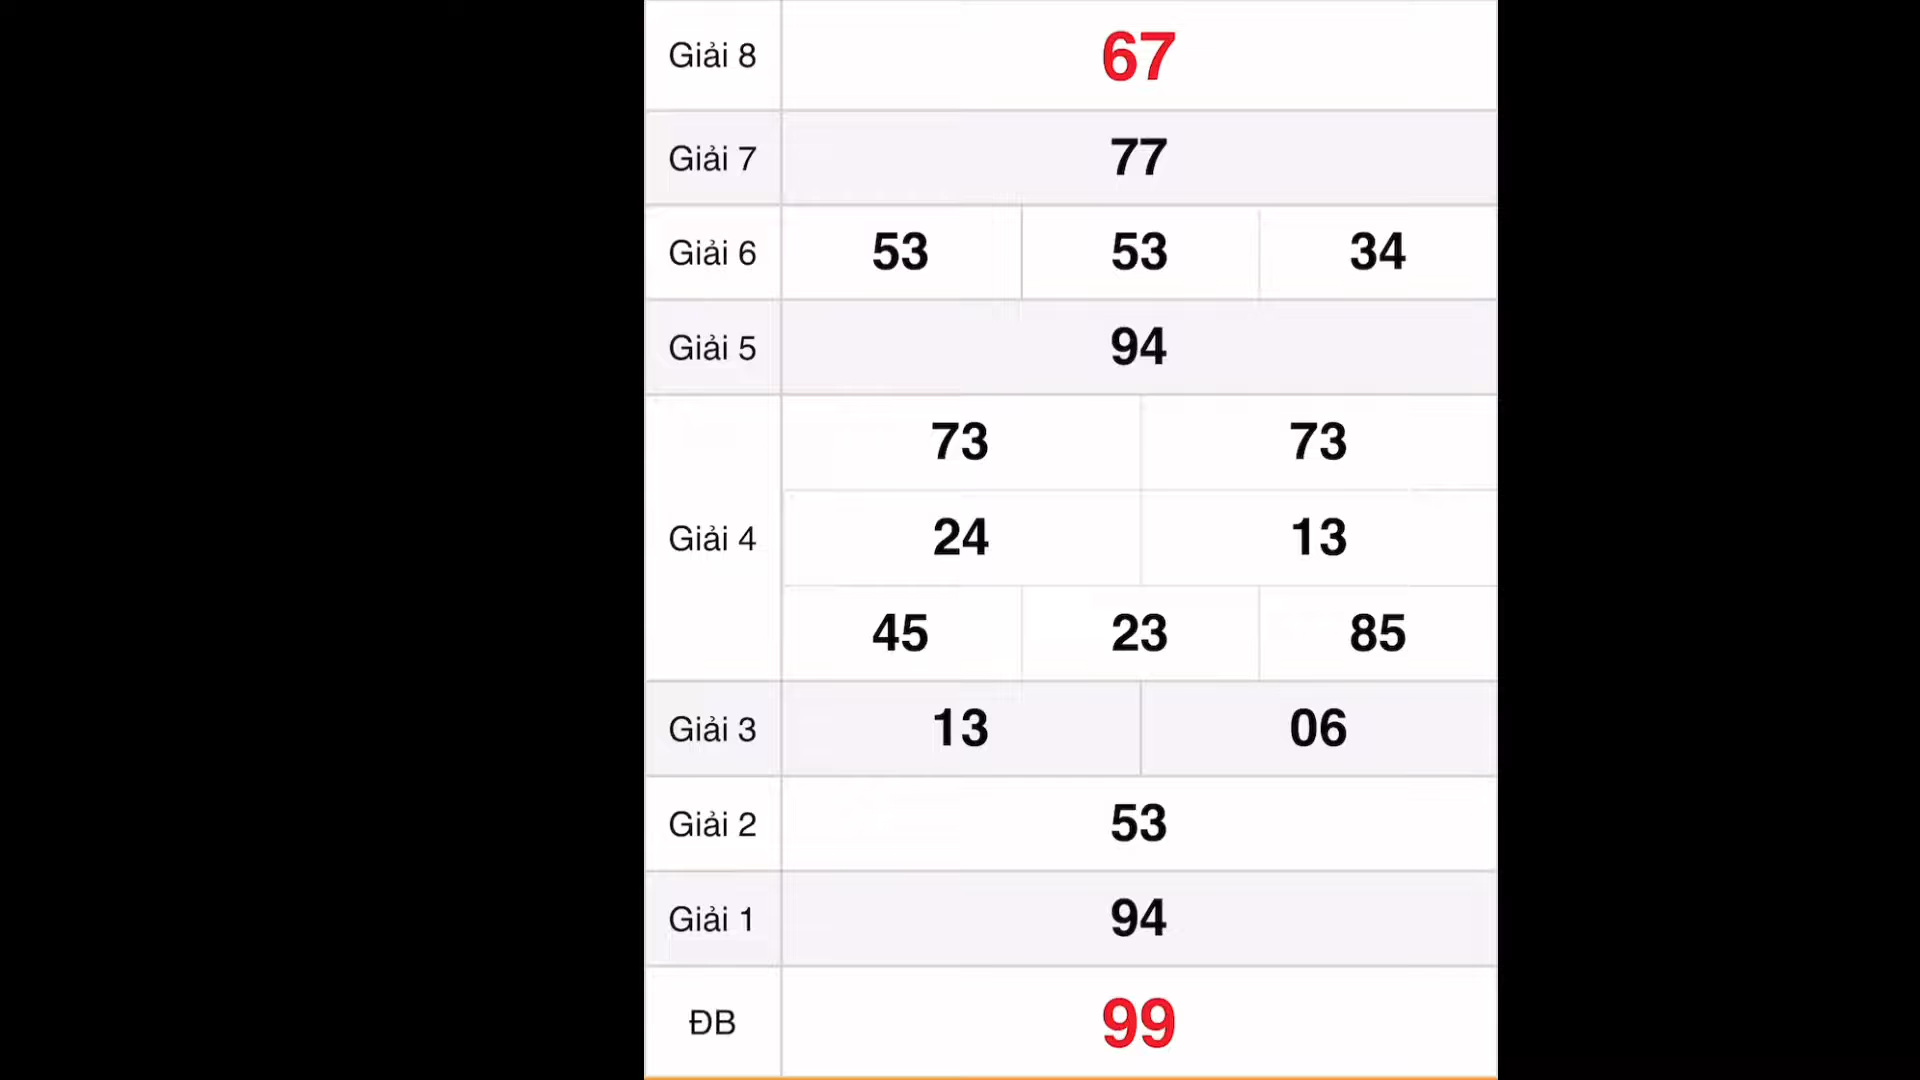 Giải 8 67
Giải 7 77
Giải 6 53 53 34
Giải 5 94
73 73
Giải 4 24 13
45 23 85
Giải 3 13 06
Giải 2 53
Giải 1 94
ĐB 99